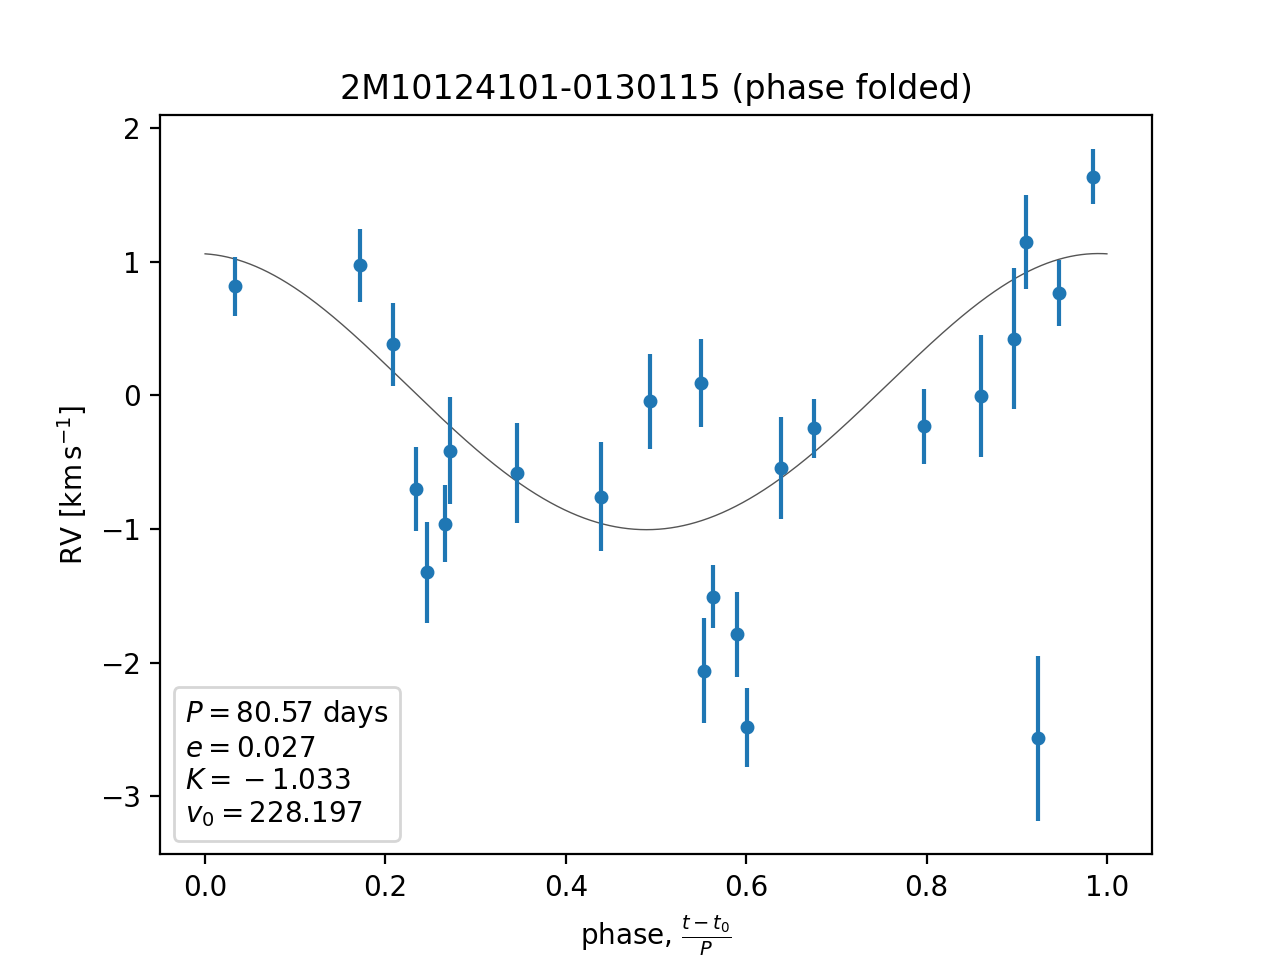 2M10124101-0130115 (phase folded)
2
1
0
−1
−2
−3
RV [km s⁻¹]
P = 80.57 days
e = 0.027
K = −1.033
v₀ = 228.197
0.0 0.2 0.4 0.6 0.8 1.0
phase, (t − t₀)/P